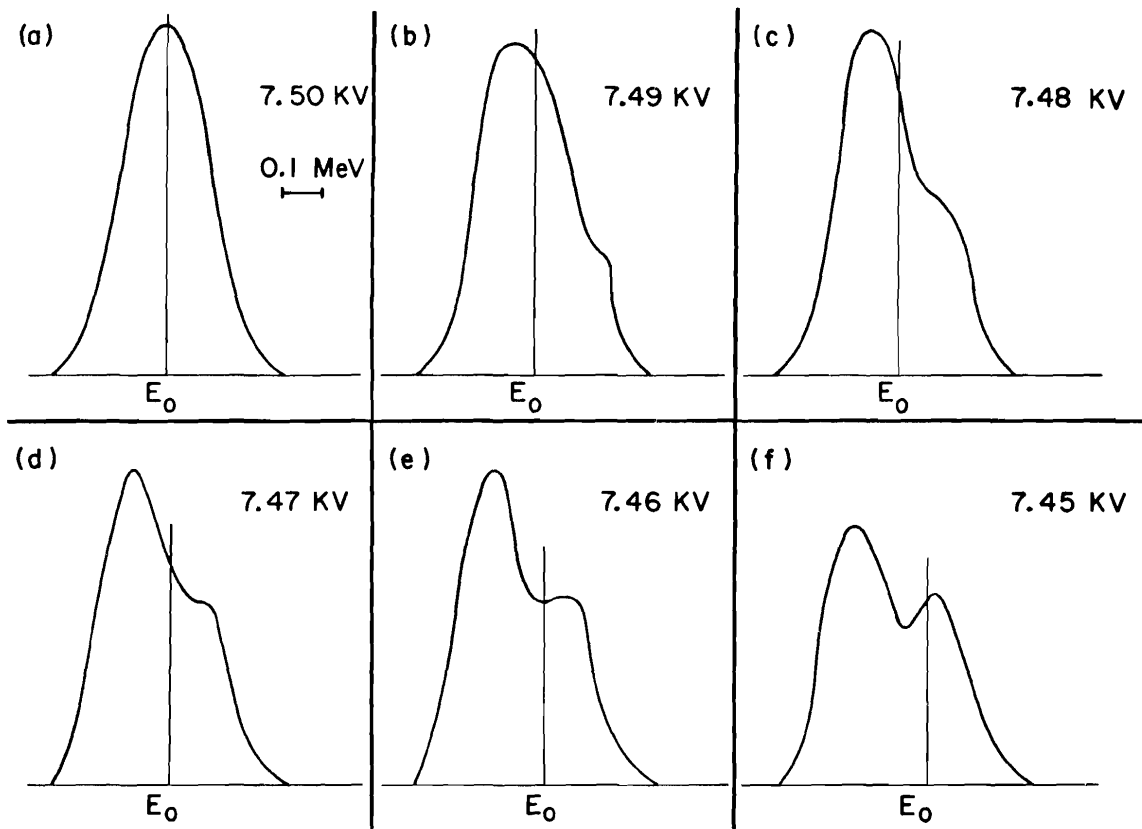 (a)
7.50 KV
0.1 MeV
E₀
(b)
7.49 KV
E₀
(c)
7.48 KV
E₀
(d)
7.47 KV
E₀
(e)
7.46 KV
E₀
(f)
7.45 KV
E₀